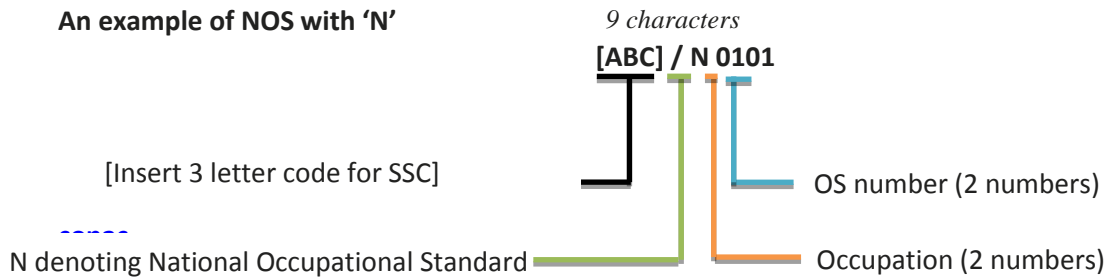 An example of NOS with ‘N’
9 characters
[ABC] / N 0101
[Insert 3 letter code for SSC]
OS number (2 numbers)
N denoting National Occupational Standard
Occupation (2 numbers)